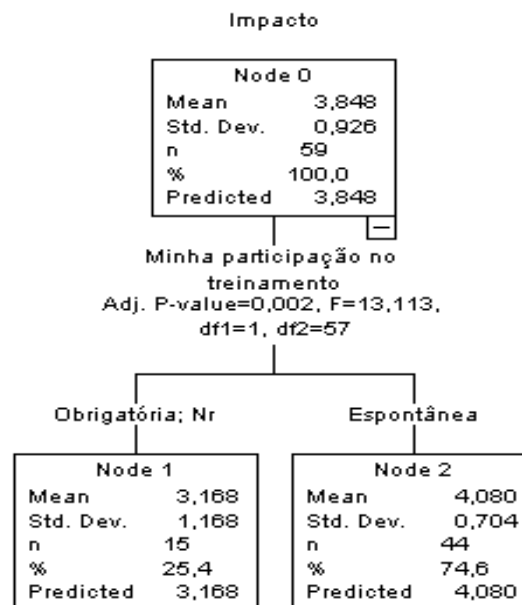 Impacto
Node 0
Mean 3,848
Std. Dev. 0,926
n 59
% 100,0
Predicted 3,848
Minha participação no
treinamento
Adj. P-value=0,002, F=13,113,
df1=1, df2=57
Obrigatória; Nr
Node 1
Mean 3,168
Std. Dev. 1,168
n 15
% 25,4
Predicted 3,168
Espontânea
Node 2
Mean 4,080
Std. Dev. 0,704
n 44
% 74,6
Predicted 4,080